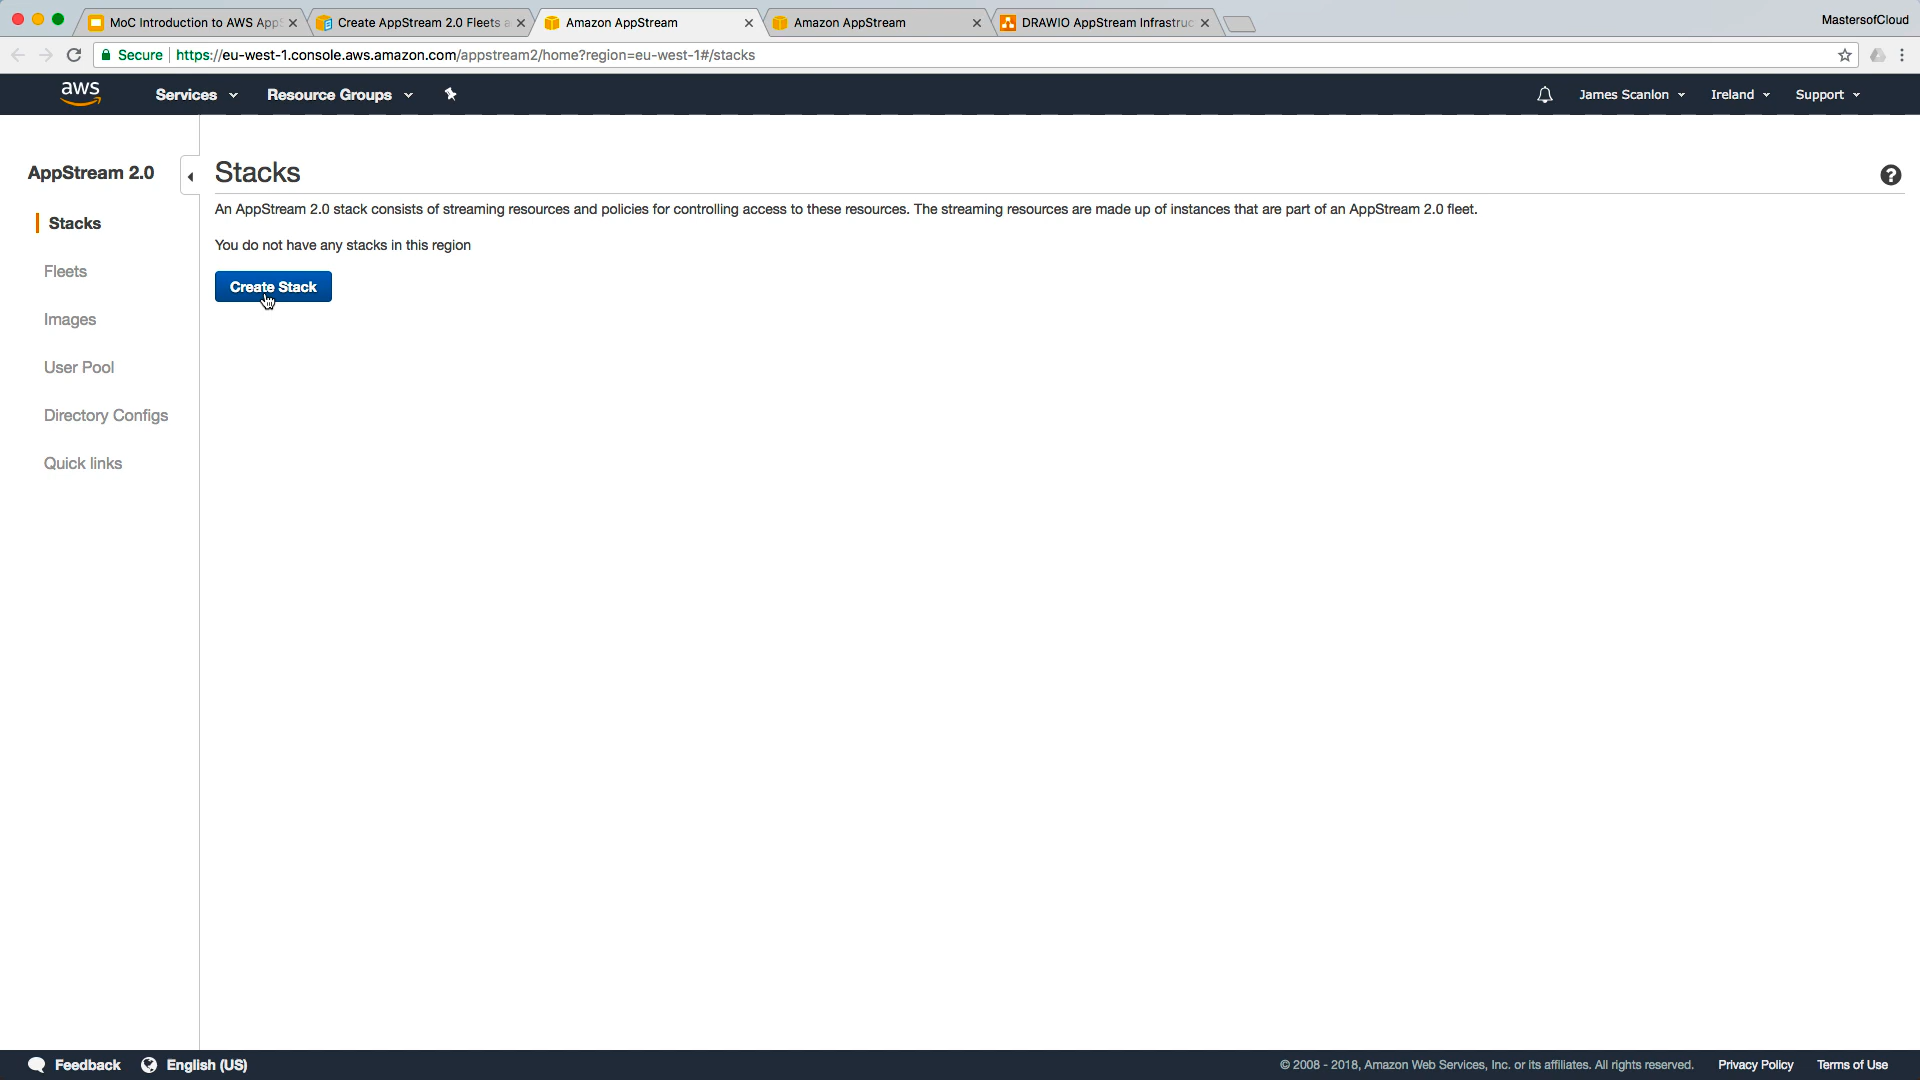 MoC Introduction to AWS App
Create AppStream 2.0 Fleets a
Amazon AppStream
Amazon AppStream
DRAWIO AppStream Infrastruc
MastersofCloud
Secure
https://eu-west-1.console.aws.amazon.com/appstream2/home?region=eu-west-1#/stacks
aws
Services
Resource Groups
James Scanlon
Ireland
Support
AppStream 2.0
Stacks
Fleets
Images
User Pool
Directory Configs
Quick links
Stacks
?
An AppStream 2.0 stack consists of streaming resources and policies for controlling access to these resources. The streaming resources are made up of instances that are part of an AppStream 2.0 fleet.
You do not have any stacks in this region
Create Stack
Feedback
English (US)
© 2008 - 2018, Amazon Web Services, Inc. or its affiliates. All rights reserved.
Privacy Policy
Terms of Use